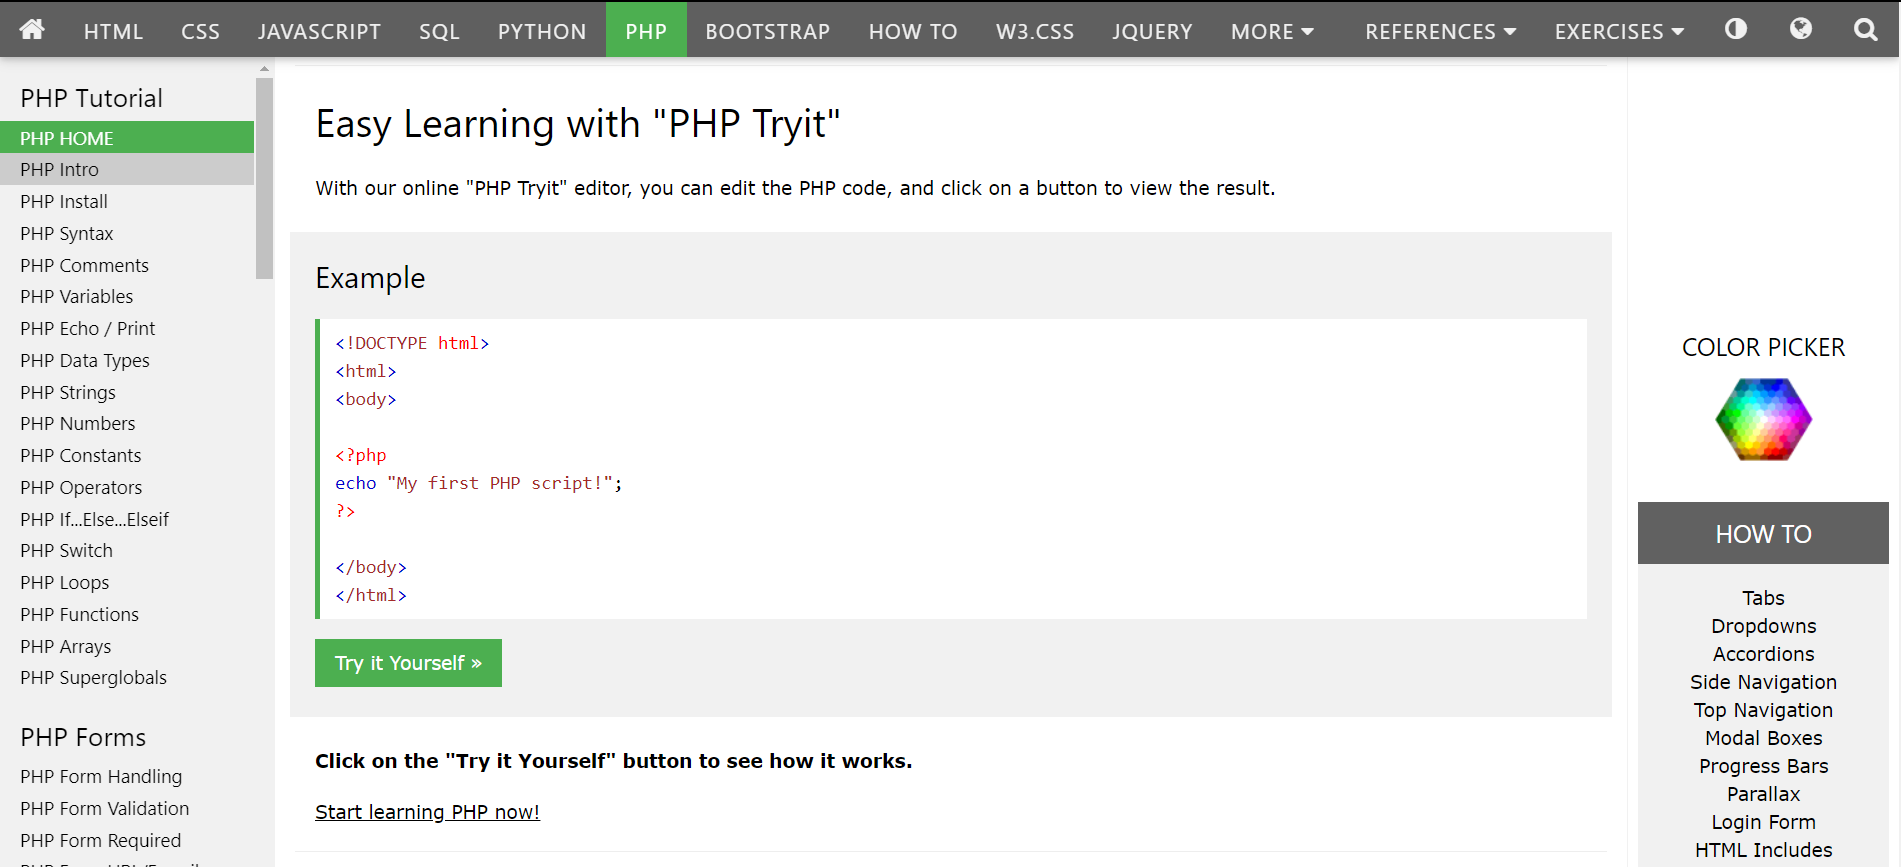 HTML CSS JAVASCRIPT SQL PYTHON PHP BOOTSTRAP HOW TO W3.CSS JQUERY MORE REFERENCES EXERCISES
PHP Tutorial
PHP HOME
PHP Intro
PHP Install
PHP Syntax
PHP Comments
PHP Variables
PHP Echo / Print
PHP Data Types
PHP Strings
PHP Numbers
PHP Constants
PHP Operators
PHP If...Else...Elseif
PHP Switch
PHP Loops
PHP Functions
PHP Arrays
PHP Superglobals
PHP Forms
PHP Form Handling
PHP Form Validation
PHP Form Required
Easy Learning with "PHP Tryit"
With our online "PHP Tryit" editor, you can edit the PHP code, and click on a button to view the result.
Example
<!DOCTYPE html>
<html>
<body>
<?php
echo "My first PHP script!";
?>
</body>
</html>
Try it Yourself »
Click on the "Try it Yourself" button to see how it works.
Start learning PHP now!
COLOR PICKER
HOW TO
Tabs
Dropdowns
Accordions
Side Navigation
Top Navigation
Modal Boxes
Progress Bars
Parallax
Login Form
HTML Includes